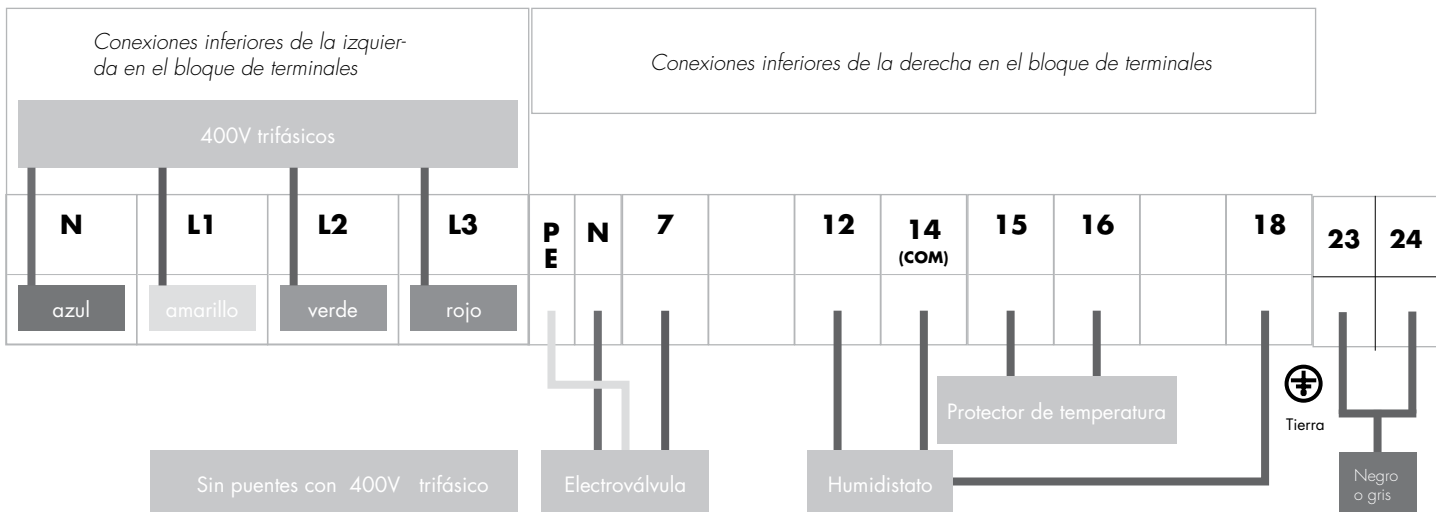 Conexiones inferiores de la izquier-
da en el bloque de terminales
Conexiones inferiores de la derecha en el bloque de terminales
400V trifásicos
N L1 L2 L3 PE N 7 12 14 15 16 18 23 24
(COM)
azul amarillo verde rojo
Protector de temperatura
Tierra
Sin puentes con 400V trifásico
Electroválvula
Humidistato
Negro
o gris